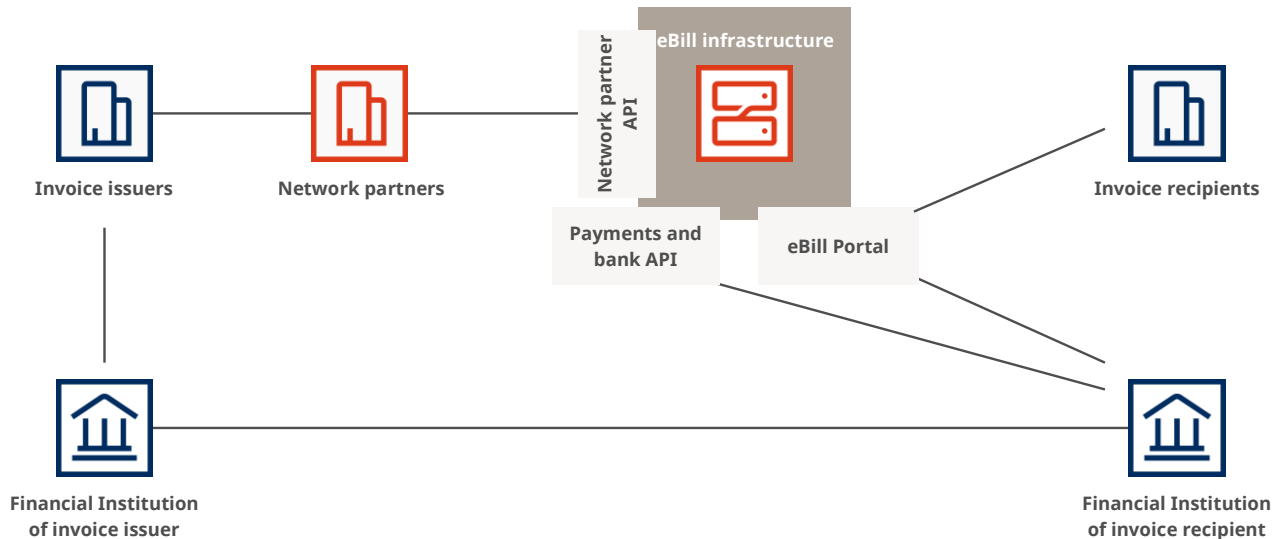 eBill infrastructure
Network partner
API
Invoice issuers
Network partners
Invoice recipients
Payments and
bank API
eBill Portal
Financial Institution
of invoice issuer
Financial Institution
of invoice recipient